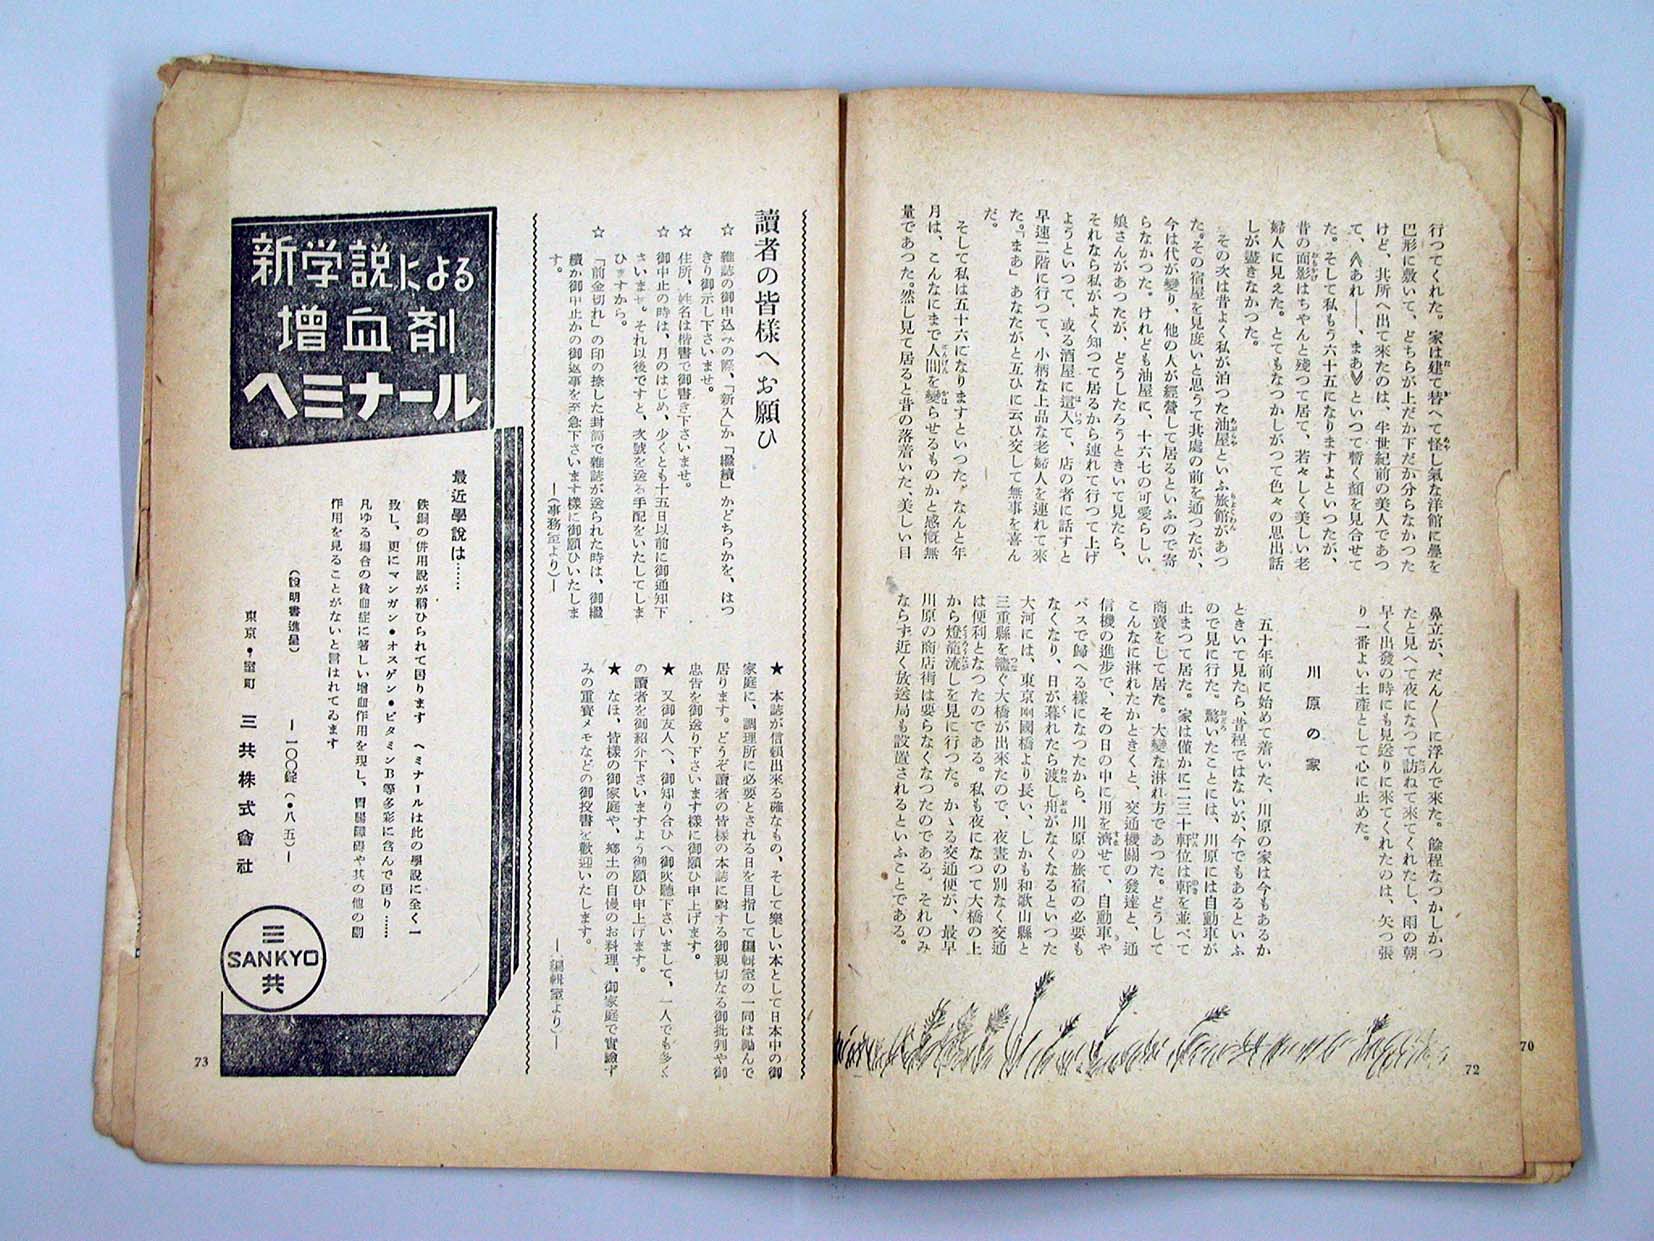 行つてくれた。家は建て替へて怪し氣な洋館に疊を
巴形に敷いて、どちらが上だか下だか分らなかつた
けど、其所へ出て來たのは、半世紀前の美人であつ
て、《あれ――、まあ》といつて暫く顏を見合せて
た。そして私もう六十五になりますよといつたが、
昔の面影はちやんと殘つて居て、若々しく美しい老
婦人に見えた。とてもなつかしがつて色々の思出話
しが盡きなかつた。
その次は昔よく私が泊つた油屋といふ旅館があつ
た。その宿屋を見度いと思うて其處の前を通つたが、
今は代が變り、他の人が經營して居るといふので寄
らなかつた。けれども油屋に、十六七の可愛らしい
娘さんがあつたが、どうしたろうときいて見たら、
それなら私がよく知つて居るから連れて行つて上げ
ようといつて、或る酒屋に這入て、店の者に話すと
早速二階に行つて、小柄な上品な老婦人を連れて來
た。「まあ」あなたがと互ひに云ひ交して無事を喜ん
だ。
そして私は五十六になりますといつた。なんと年
月は、こんなにまで人間を變らせるものかと感慨無
量であつた。然し見て居ると昔の落着いた、美しい目
鼻立が、だん〱に浮んで來た。餘程なつかしかつ
たと見へて夜になつて訪ねて來てくれたし、雨の朝
早く出發の時にも見送りに來てくれたのは、矢つ張
り一番よい土産として心に止めた。
川原の家
五十年前に始めて着いた、川原の家は今もあるか
ときいて見たら、昔程ではないが、今でもあるといふ
ので見に行た。驚いたことには、川原には自動車が
止まつて居た。家は僅かに二三十軒位は軒を並べて
商賣をして居た。大變な淋れ方であつた。どうして
こんなに淋れたかときくと、交通機關の發達と、通
信機の進步で、その日の中に用を濟せて、自動車や
バスで歸へる樣になつたから、川原の旅宿の必要も
なくなり、日が暮れたら渡し舟がなくなるといつた
大河には、東京兩國橋より長い、しかも和歌山縣と
三重縣を繼ぐ大橋が出來たので、夜晝の別なく交通
は便利となつたのである。私も夜になつて大橋の上
から燈籠流しを見に行つた。かゝる交通便が、最早
川原の商店街は要らなくなつたのである。それのみ
ならず近く放送局も設置されるといふことである。
70
72
讀者の皆樣へお願ひ
☆ 雜誌の御申込みの際、「新入」か「繼續」かどちらかを、はつ
きり御示し下さいませ。
☆ 住所、姓名は楷書で御書き下さいませ。
☆ 御中止の時は、月のはじめ、少くとも十五日以前に御通知下
さいませ。それ以後ですと、次號を送る手配をいたしてしま
ひますから。
☆ 「前金切れ」の印の捺した封筒で雜誌が送られた時は、御繼
續か御中止かの御返事を至急下さいます樣に御願ひいたしま
す。
―(事務室より)―
★ 本誌が信賴出來る確なもの、そして樂しい本として日本中の御
家庭に、調理所に必要とされる日を目指して編輯室の一同は勵んで
居ります。どうぞ讀者の皆樣の本誌に對する御親切なる御批判や御
忠告を御送り下さいます樣に御願ひ申上げます。
★ 又御友人へ、御知り合ひへ御吹聽下さいまして、一人でも多く
の讀者を御紹介下さいますよう御願ひ申上げます。
★ なほ、皆樣の御家庭や、鄕土の自慢のお料理、御家庭で實驗ず
みの重寶メモなどの御投書を歡迎いたします。
―(編輯室より)―
新学説による
増血剤
ヘミナール
最近學說は……
鉄銅の併用說が稱ひられて囘ります ヘミナールは此の學說に全く一
致し、更にマンガン・オスゲン・ビタミンB等多彩に含んで囘り……
凡ゆる場合の貧血症に著しい增血作用を現し、胃腸障碍や其の他の副
作用を見ることがないと言はれてゐます
(說明書進呈) ―一〇〇錠(・八五)―
東京・室町 三共株式會社
三
SANKYO
共
73